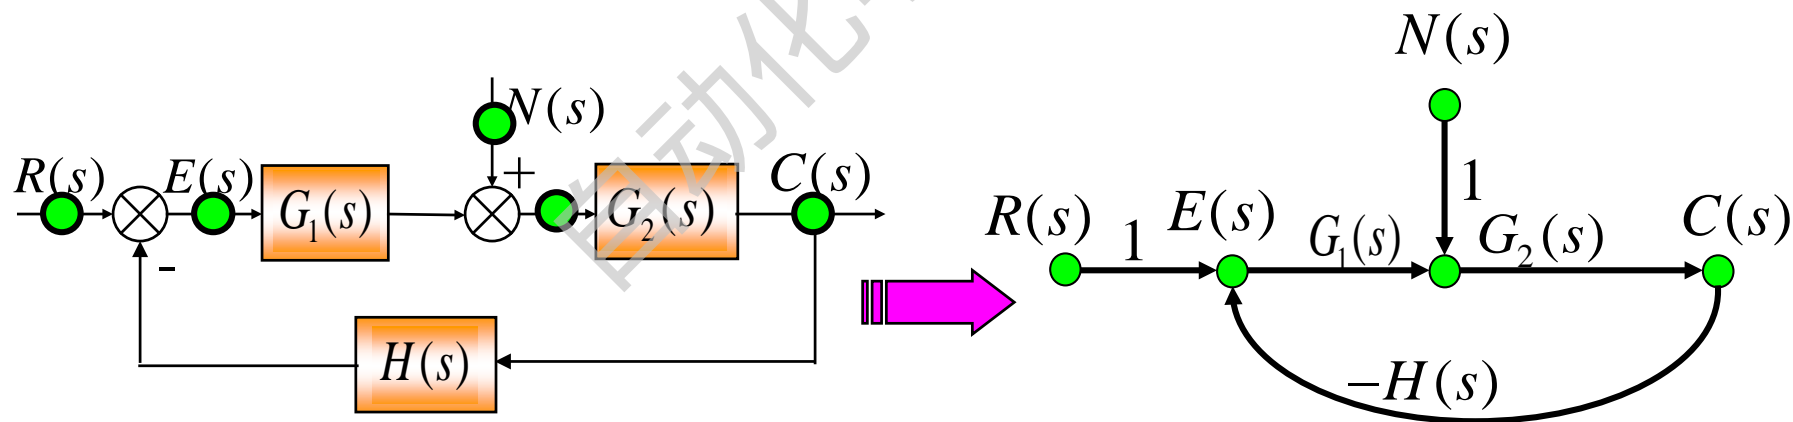 N(s)
N(s)
+
R(s) E(s) G₁(s) G₂(s) C(s)
-
H(s)
R(s) 1 E(s) G₁(s) 1 G₂(s) C(s)
−H(s)
自动化